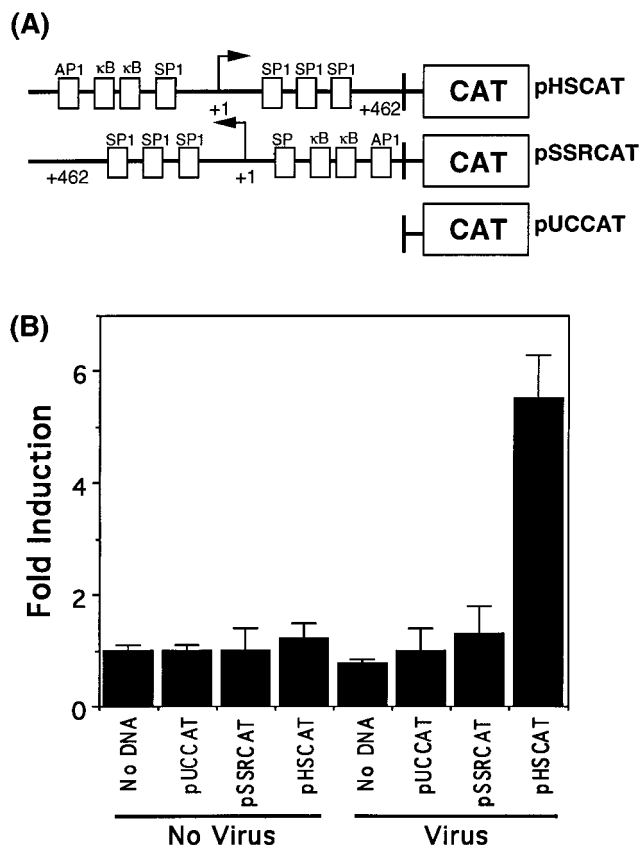 (A)
AP1 κB κB SP1 SP1 SP1 SP1
+1 +462
CAT pHSCAT
SP1 SP1 SP1 SP κB κB AP1
+462 +1
CAT pSSRCAT
CAT pUCCAT
(B)
Fold Induction
6
4
2
0
No DNA
pUCCAT
pSSRCAT
pHSCAT
No DNA
pUCCAT
pSSRCAT
pHSCAT
No Virus Virus